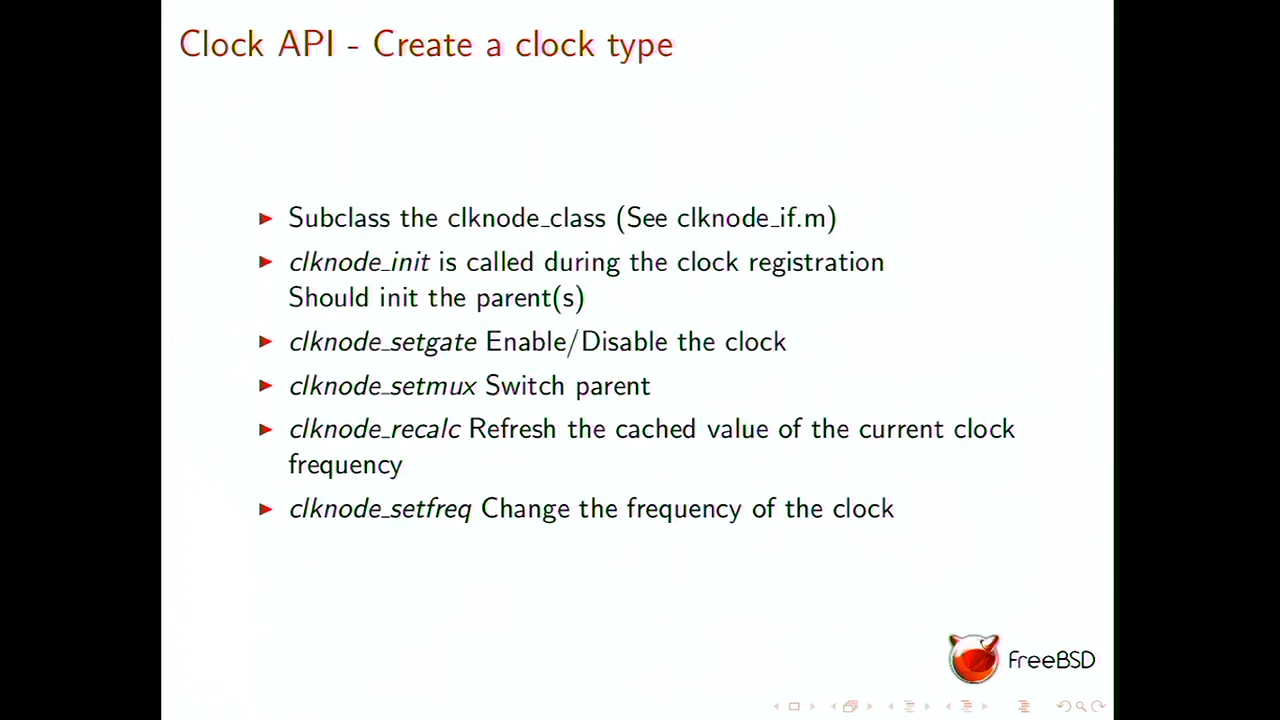 Clock API - Create a clock type
Subclass the clknode_class (See clknode_if.m)
clknode_init is called during the clock registration
Should init the parent(s)
clknode_setgate Enable/Disable the clock
clknode_setmux Switch parent
clknode_recalc Refresh the cached value of the current clock
frequency
clknode_setfreq Change the frequency of the clock
FreeBSD